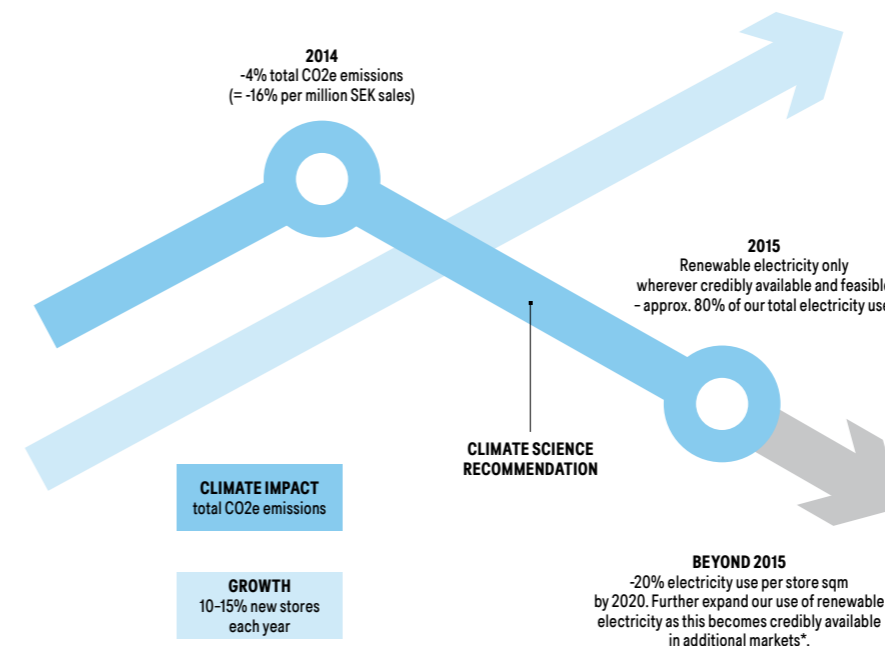 2014
-4% total CO2e emissions
(= -16% per million SEK sales)
2015
Renewable electricity only
wherever credibly available and feasible
– approx. 80% of our total electricity use
CLIMATE SCIENCE
RECOMMENDATION
CLIMATE IMPACT
total CO2e emissions
GROWTH
10–15% new stores
each year
BEYOND 2015
-20% electricity use per store sqm
by 2020. Further expand our use of renewable
electricity as this becomes credibly available
in additional markets*.